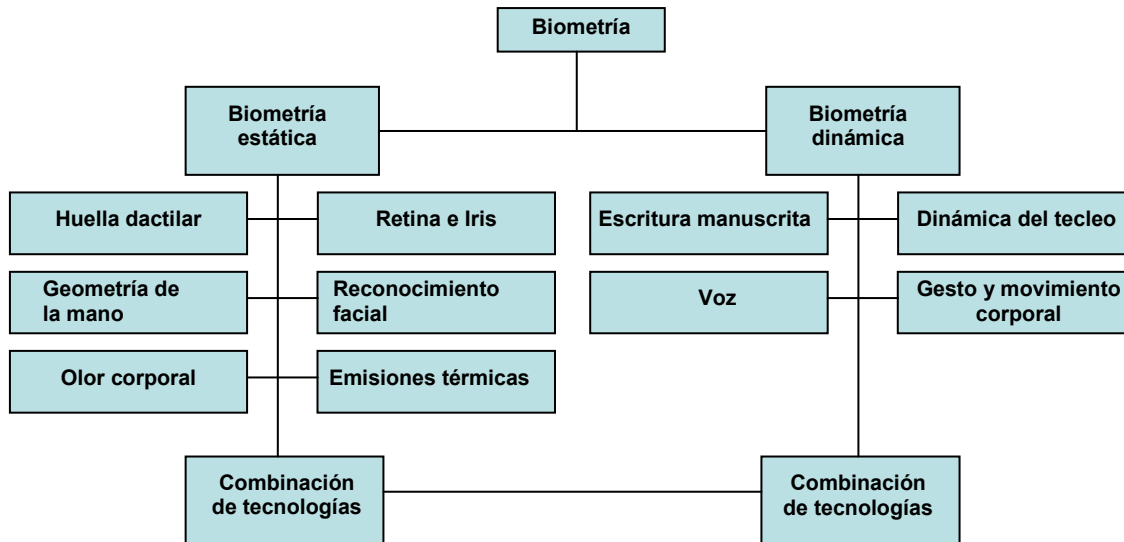 Biometría
Biometría
estática
Biometría
dinámica
Huella dactilar
Retina e Iris
Escritura manuscrita
Dinámica del tecleo
Geometría de
la mano
Reconocimiento
facial
Voz
Gesto y movimiento
corporal
Olor corporal
Emisiones térmicas
Combinación
de tecnologías
Combinación
de tecnologías